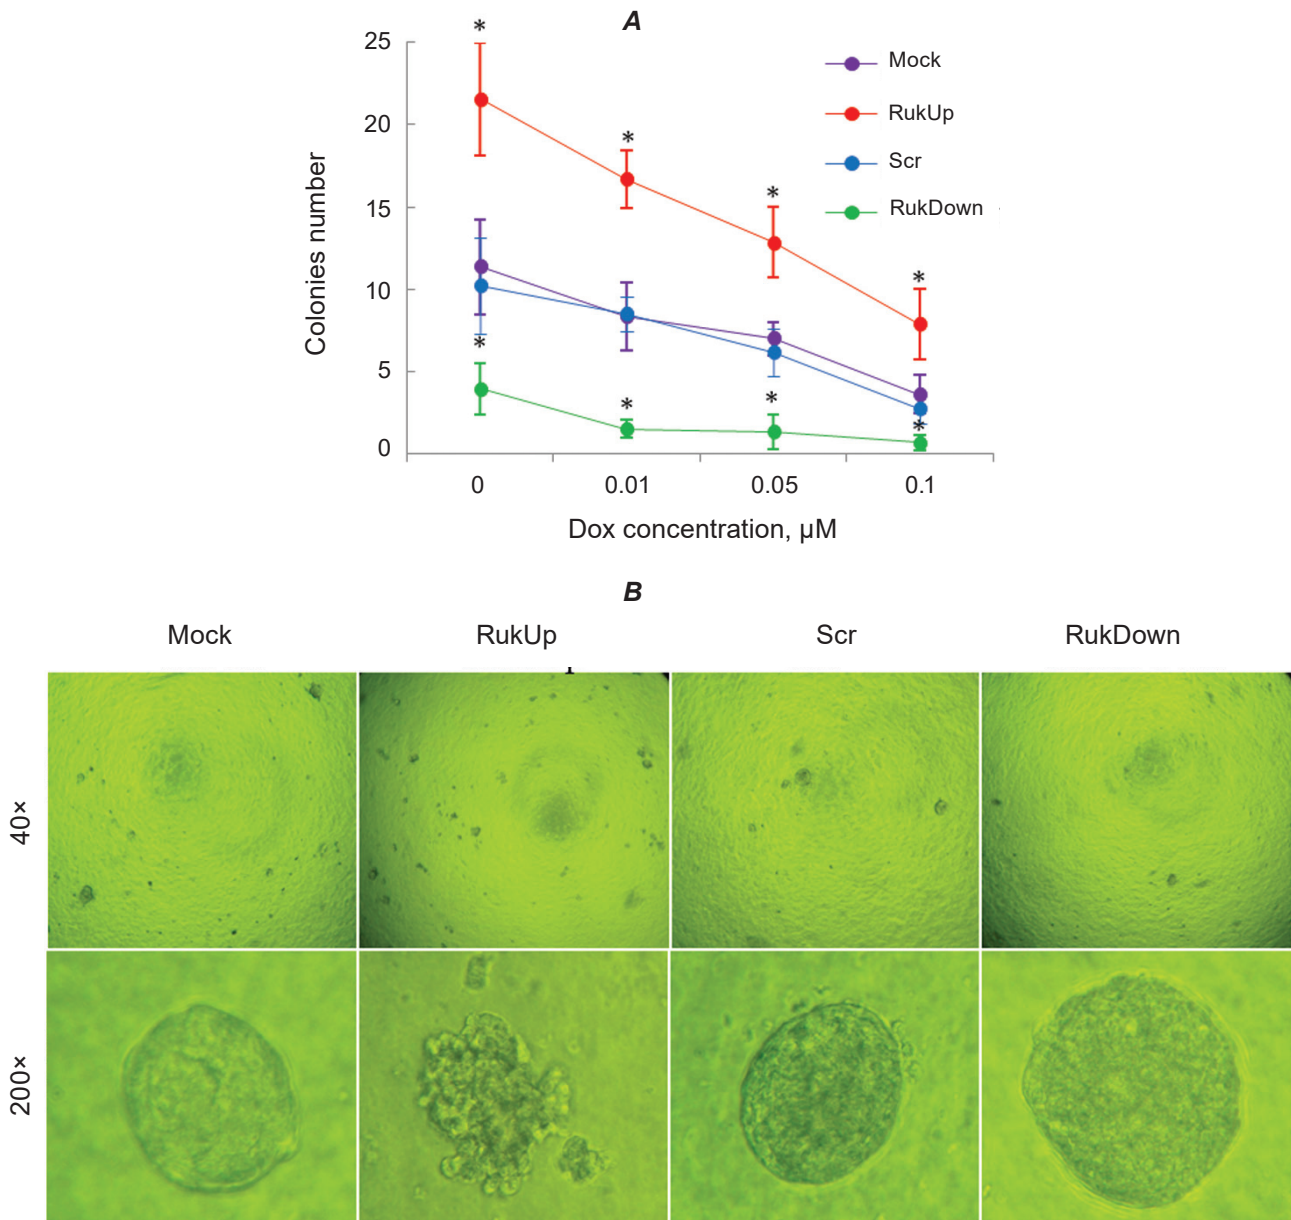 A
*
25
Mock
RukUp
20
*
Scr
*
15
RukDown
*
Colonies number
10
*
5
*
*
*
0
0
0.01
0.05
0.1
Dox concentration, µM
B
Mock
RukUp
Scr
RukDown
40×
200×